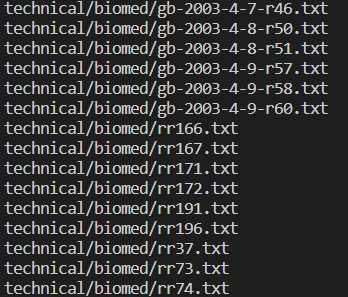 technical/biomed/gb-2003-4-7-r46.txt
technical/biomed/gb-2003-4-8-r50.txt
technical/biomed/gb-2003-4-8-r51.txt
technical/biomed/gb-2003-4-9-r57.txt
technical/biomed/gb-2003-4-9-r58.txt
technical/biomed/gb-2003-4-9-r60.txt
technical/biomed/rr166.txt
technical/biomed/rr167.txt
technical/biomed/rr171.txt
technical/biomed/rr172.txt
technical/biomed/rr191.txt
technical/biomed/rr196.txt
technical/biomed/rr37.txt
technical/biomed/rr73.txt
technical/biomed/rr74.txt